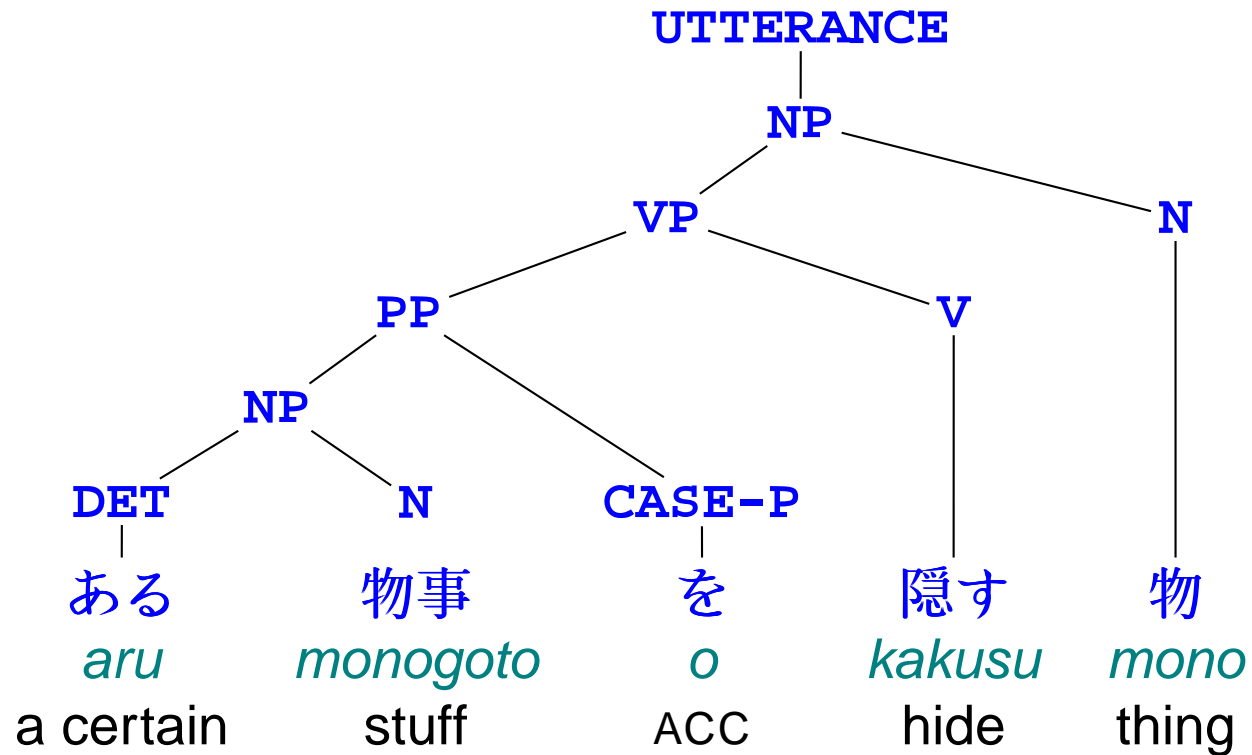 UTTERANCE
NP
VP N
PP V
NP
DET N CASE-P
ある 物事 を 隠す 物
aru monogoto o kakusu mono
a certain stuff ACC hide thing